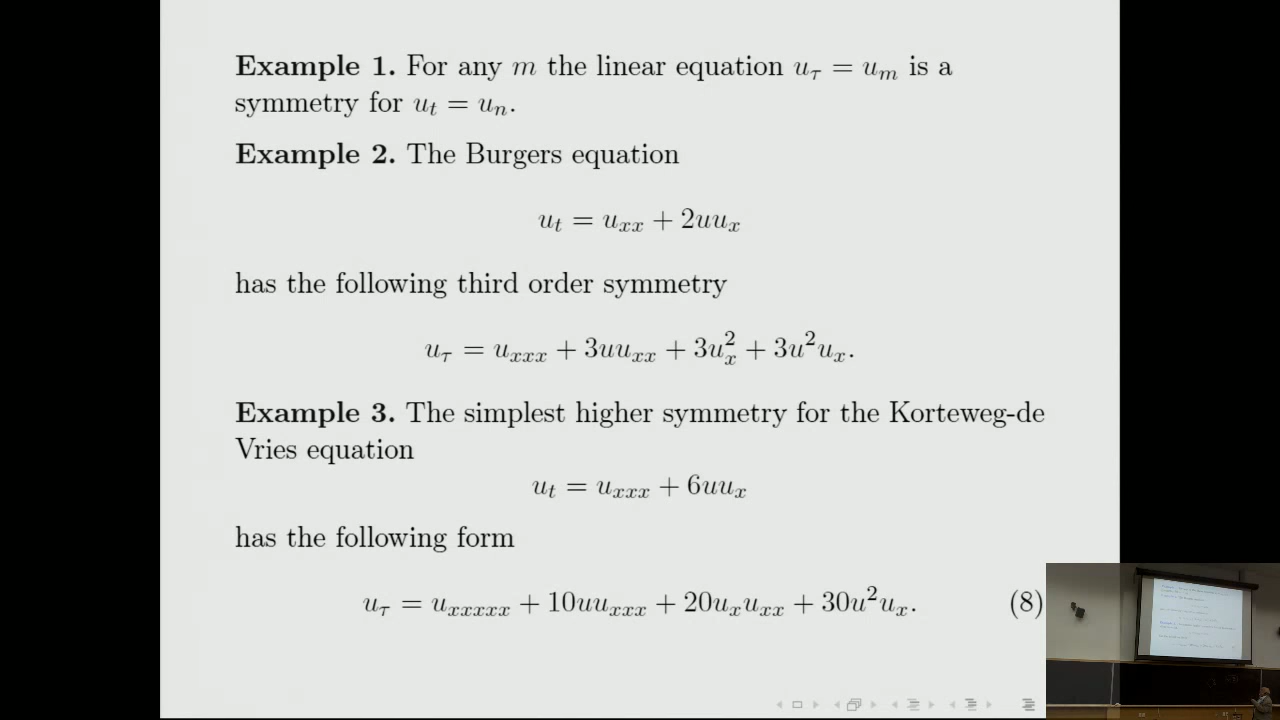 Example 1. For any m the linear equation u_τ = u_m is a
symmetry for u_t = u_n.
Example 2. The Burgers equation
u_t = u_{xx} + 2uu_x
has the following third order symmetry
u_τ = u_{xxx} + 3uu_{xx} + 3u_x^2 + 3u^2u_x.
Example 3. The simplest higher symmetry for the Korteweg-de
Vries equation
u_t = u_{xxx} + 6uu_x
has the following form
u_τ = u_{xxxxx} + 10uu_{xxx} + 20u_xu_{xx} + 30u^2u_x. (8)